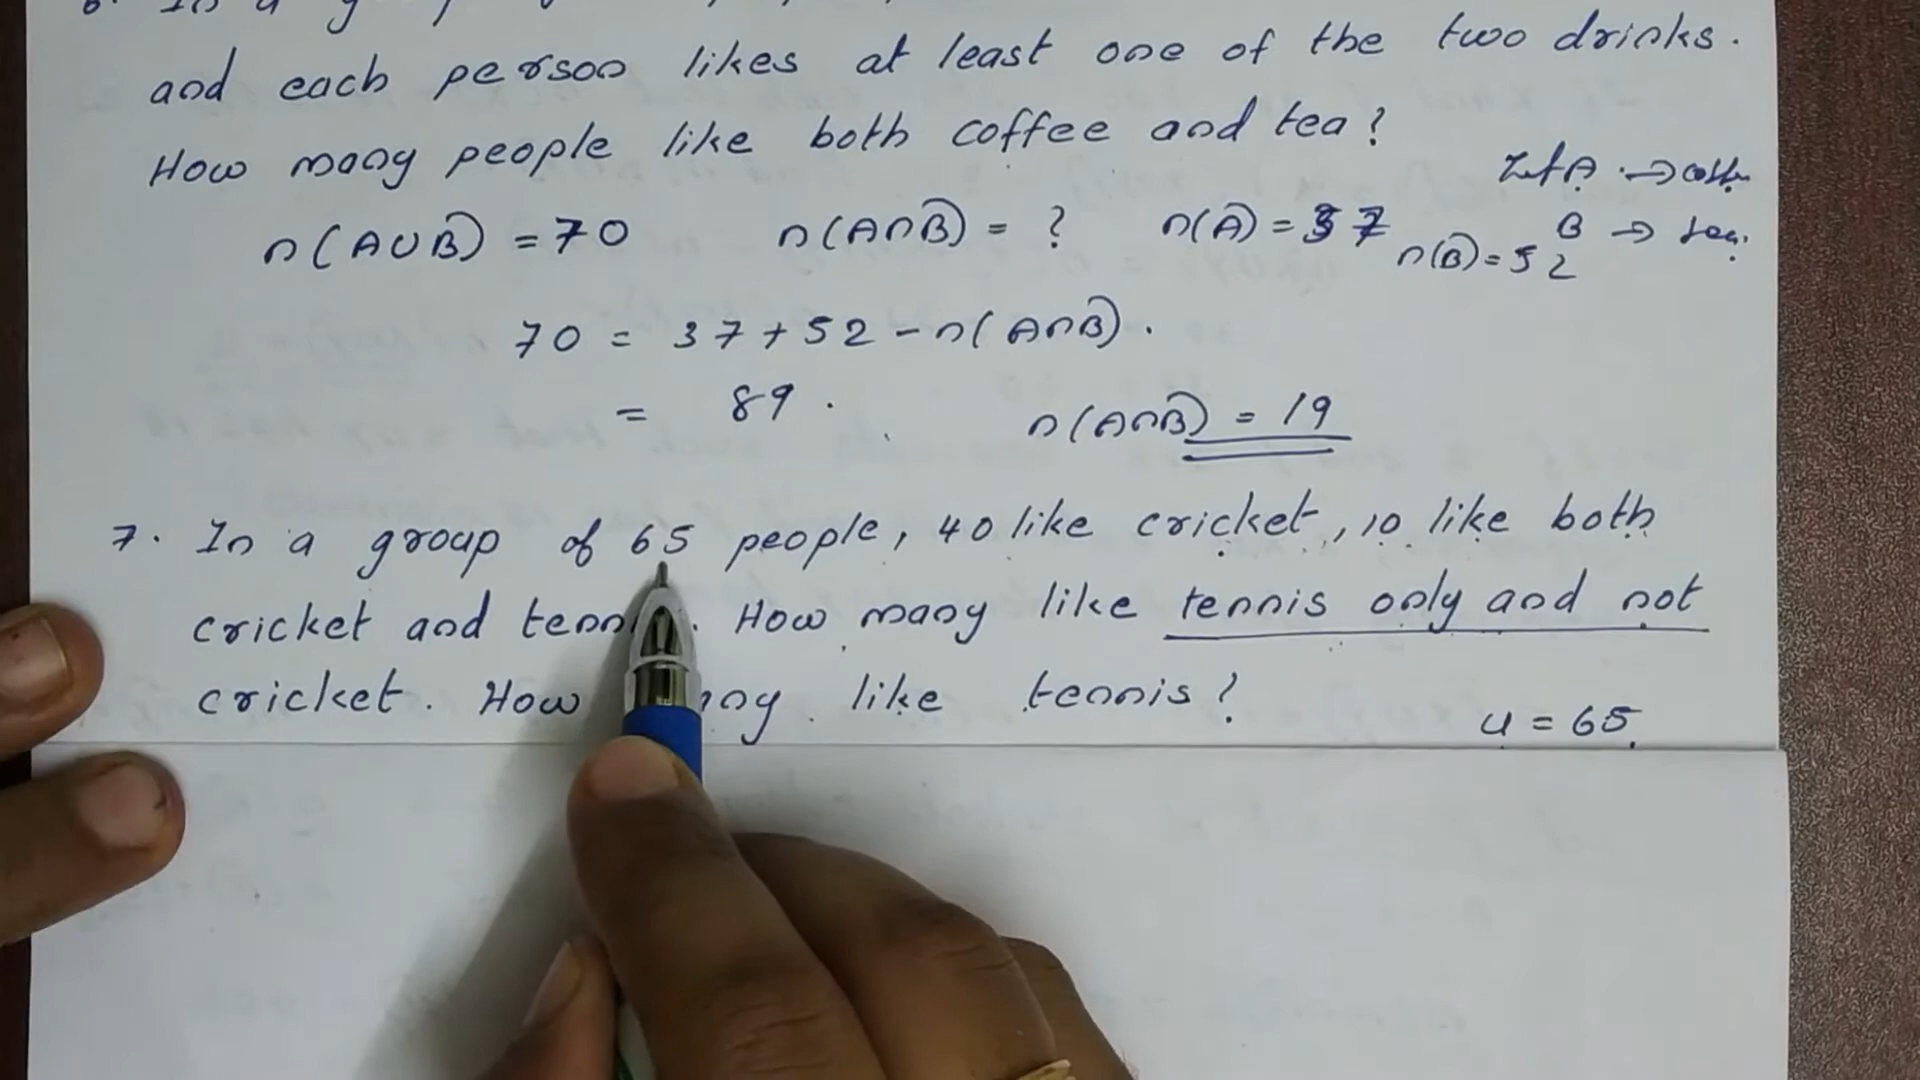 6. In a group
and each person likes at least one of the two drinks.
How many people like both coffee and tea?
Let A → coffee
B → tea.
n(A∪B) = 70 n(A∩B) = ? n(A) = 37 n(B) = 52
70 = 37 + 52 - n(A∩B).
= 89. n(A∩B) = 19
7. In a group of 65 people, 40 like cricket, 10 like both
cricket and tennis. How many like tennis only and not
cricket. How many like tennis?
U = 65